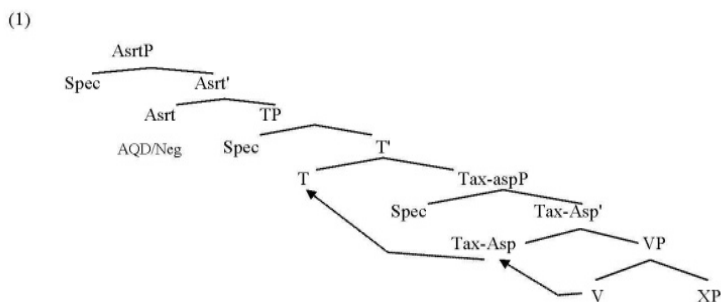 (1)
AsrtP
Spec Asrt'
Asrt TP
AQD/Neg Spec T'
T Tax-aspP
Spec Tax-Asp'
Tax-Asp VP
V XP